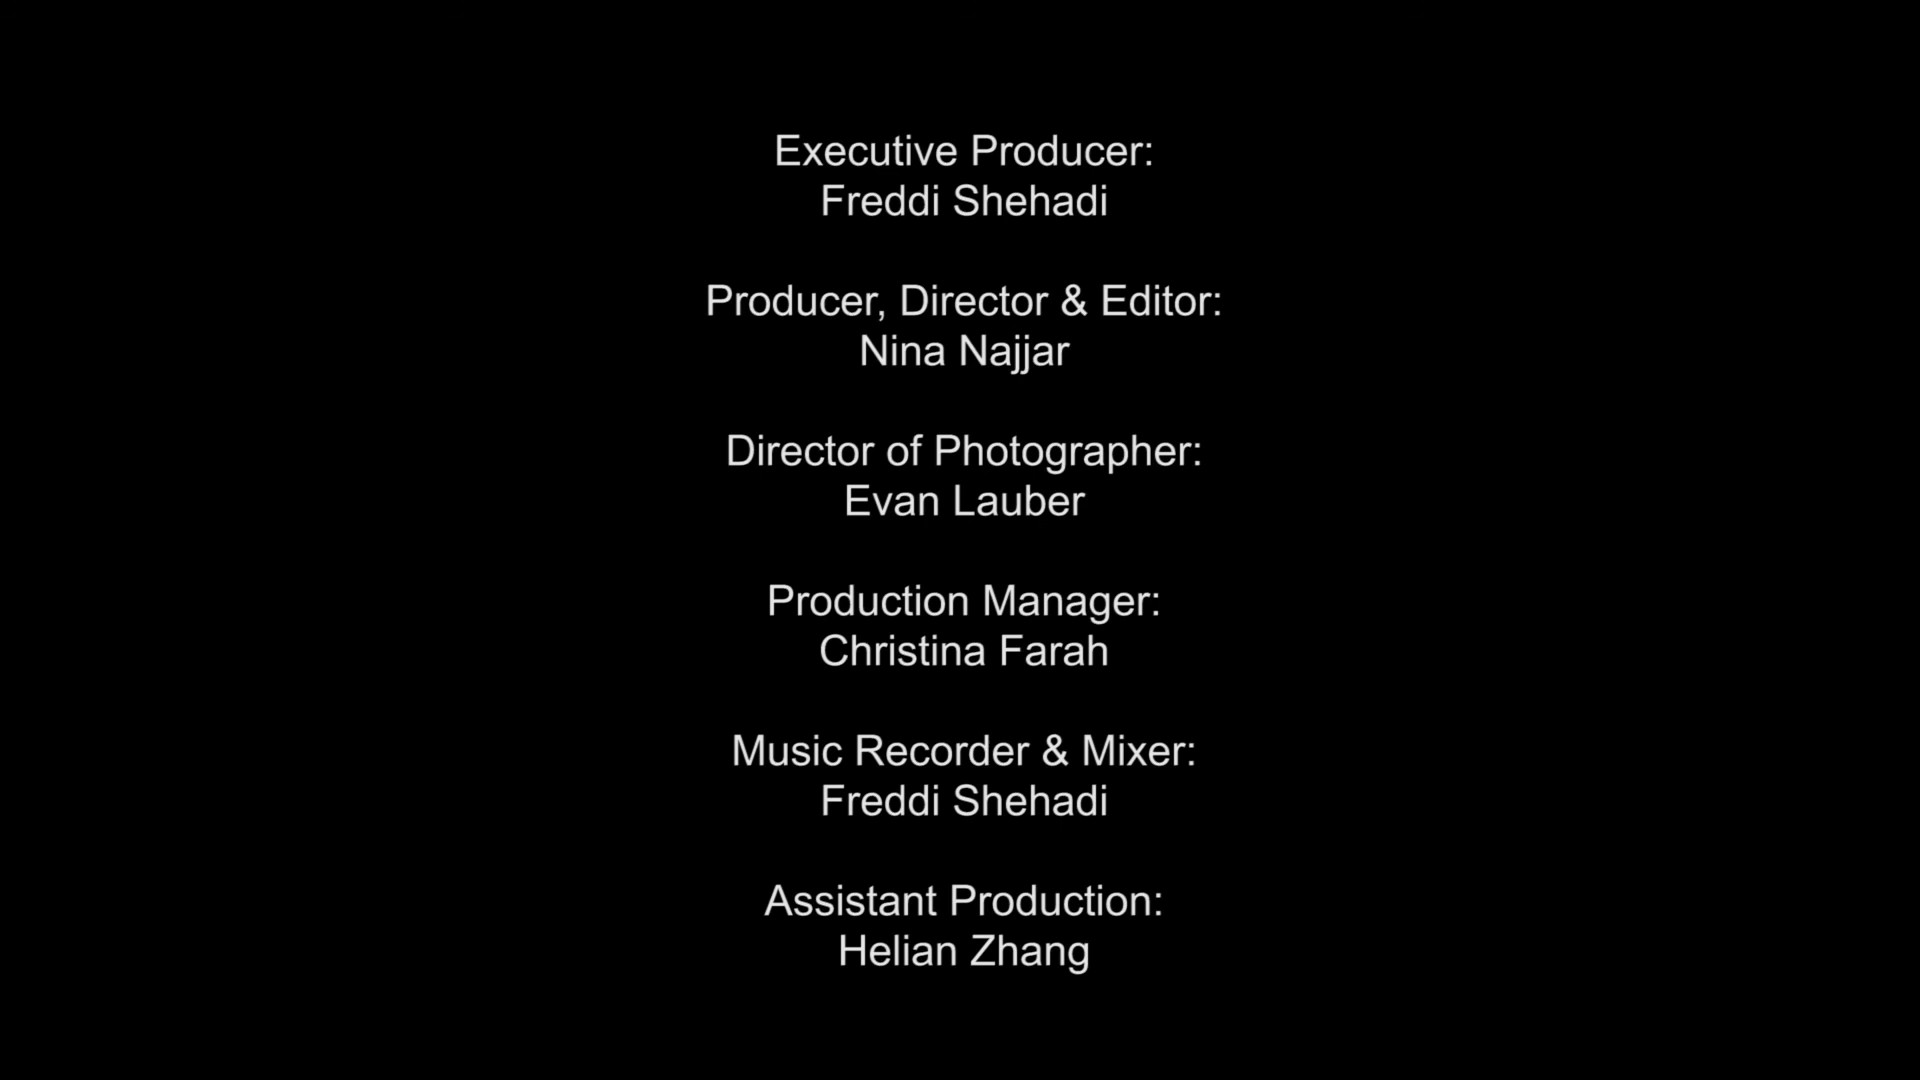 Executive Producer:
Freddi Shehadi
Producer, Director & Editor:
Nina Najjar
Director of Photographer:
Evan Lauber
Production Manager:
Christina Farah
Music Recorder & Mixer:
Freddi Shehadi
Assistant Production:
Helian Zhang